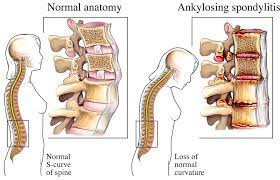 Normal anatomy
Ankylosing spondylitis
Normal
S-curve
of spine
Loss of
normal
curvature